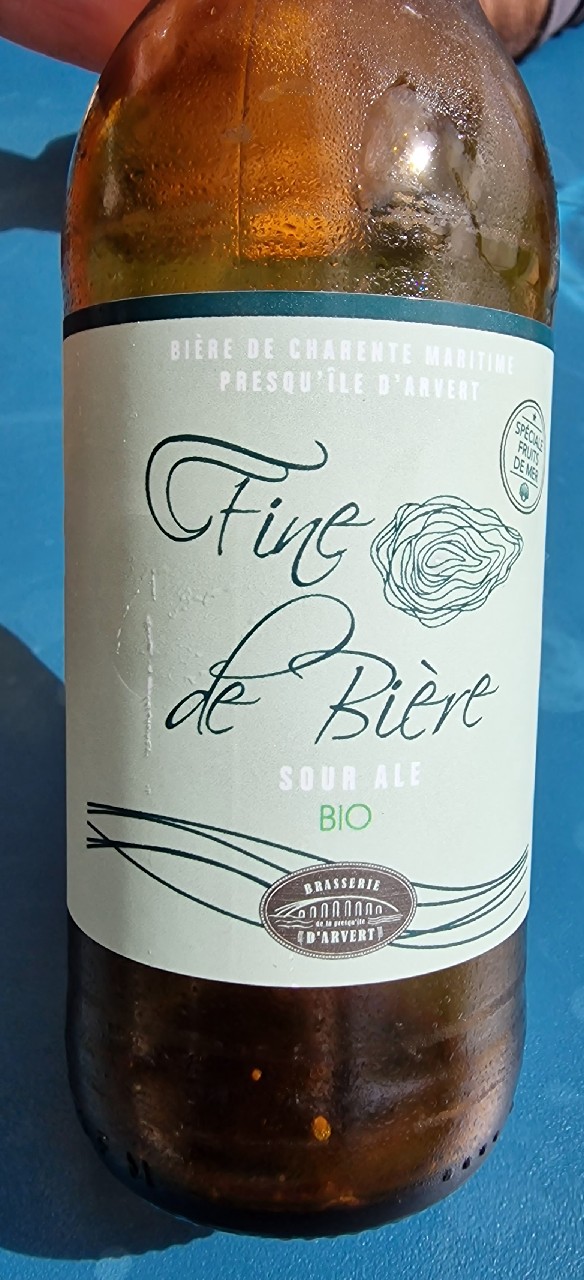 BIÈRE DE CHARENTE MARITIME
PRESQU'ÎLE D'ARVERT
SPÉCIALE
FRUITS
DE MER
Fine
de Bière
SOUR ALE
BIO
BRASSERIE
de la presqu'île
D'ARVERT